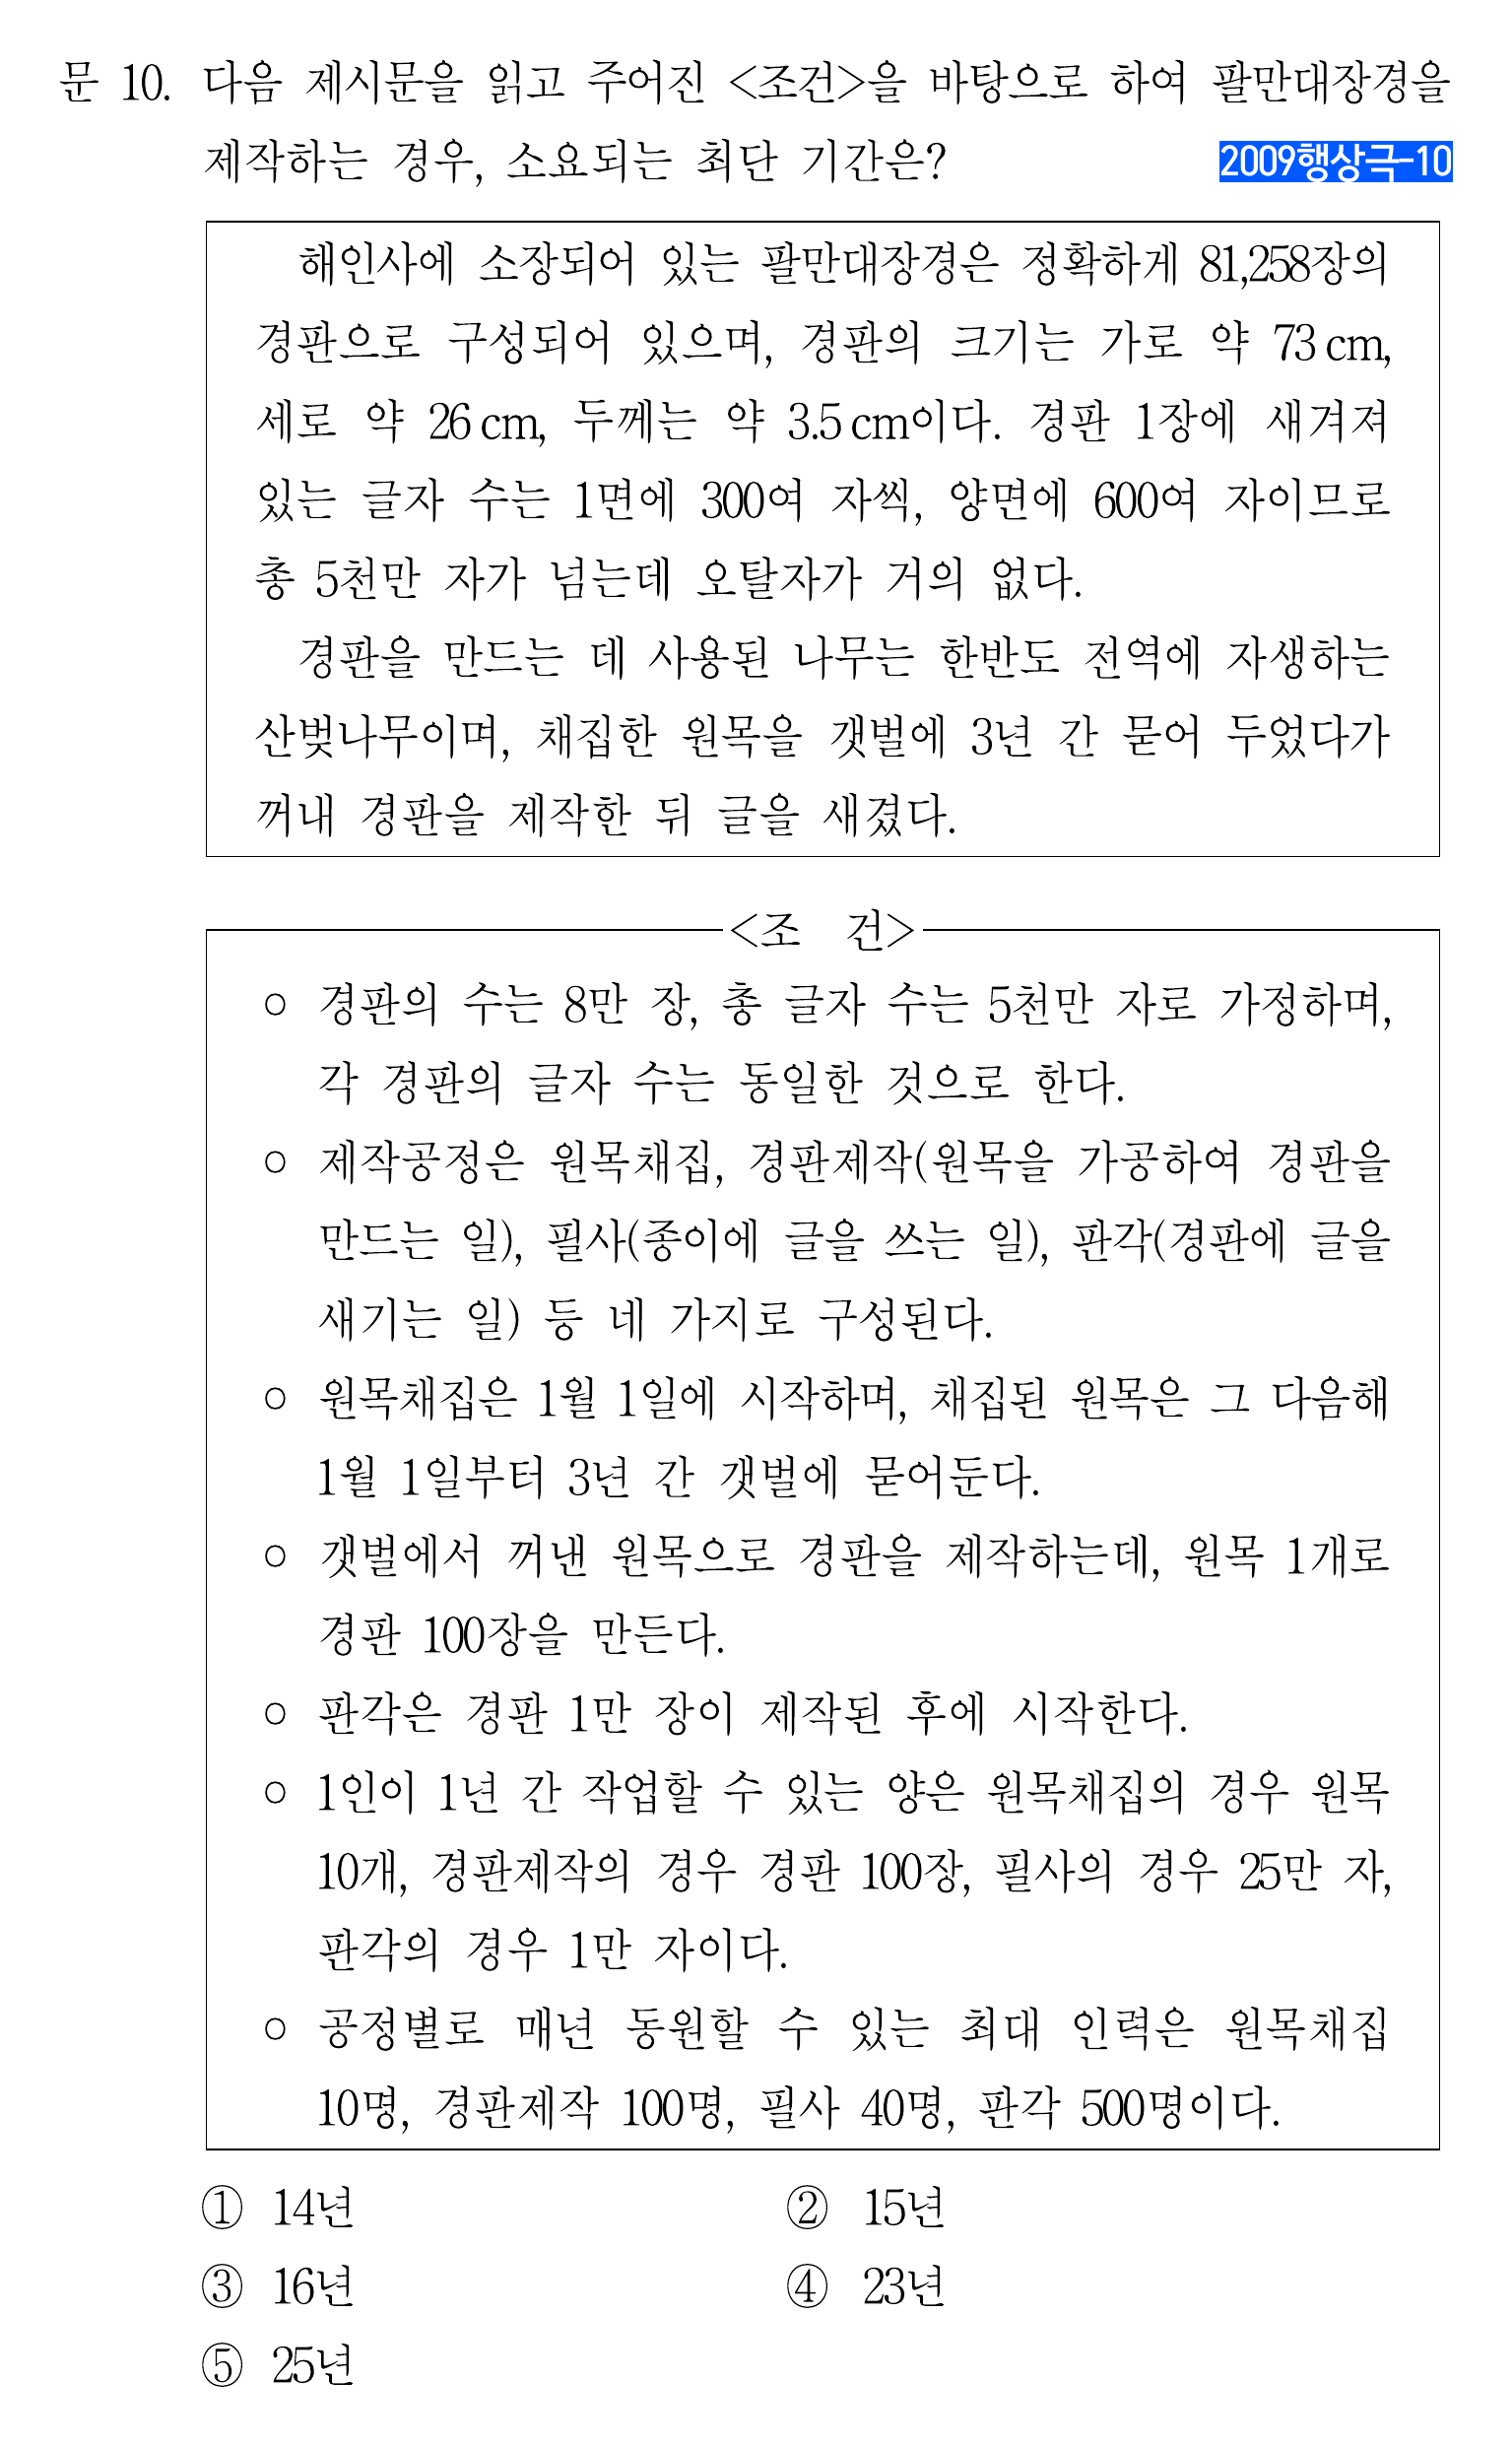 문 10. 다음 제시문을 읽고 주어진 <조건>을 바탕으로 하여 팔만대장경을
제작하는 경우, 소요되는 최단 기간은?
2009행상극-10
해인사에 소장되어 있는 팔만대장경은 정확하게 81,258장의
경판으로 구성되어 있으며, 경판의 크기는 가로 약 73cm,
세로 약 26cm, 두께는 약 3.5cm이다. 경판 1장에 새겨져
있는 글자 수는 1면에 300여 자씩, 양면에 600여 자이므로
총 5천만 자가 넘는데 오탈자가 거의 없다.
경판을 만드는 데 사용된 나무는 한반도 전역에 자생하는
산벚나무이며, 채집한 원목을 갯벌에 3년 간 묻어 두었다가
꺼내 경판을 제작한 뒤 글을 새겼다.
<조 건>
○ 경판의 수는 8만 장, 총 글자 수는 5천만 자로 가정하며,
각 경판의 글자 수는 동일한 것으로 한다.
○ 제작공정은 원목채집, 경판제작(원목을 가공하여 경판을
만드는 일), 필사(종이에 글을 쓰는 일), 판각(경판에 글을
새기는 일) 등 네 가지로 구성된다.
○ 원목채집은 1월 1일에 시작하며, 채집된 원목은 그 다음해
1월 1일부터 3년 간 갯벌에 묻어둔다.
○ 갯벌에서 꺼낸 원목으로 경판을 제작하는데, 원목 1개로
경판 100장을 만든다.
○ 판각은 경판 1만 장이 제작된 후에 시작한다.
○ 1인이 1년 간 작업할 수 있는 양은 원목채집의 경우 원목
10개, 경판제작의 경우 경판 100장, 필사의 경우 25만 자,
판각의 경우 1만 자이다.
○ 공정별로 매년 동원할 수 있는 최대 인력은 원목채집
10명, 경판제작 100명, 필사 40명, 판각 500명이다.
① 14년 ② 15년
③ 16년 ④ 23년
⑤ 25년